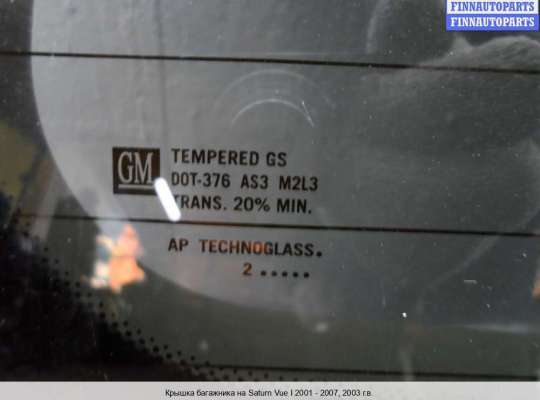 FINNAUTOPARTS
FINNAUTOPARTS
GM
TEMPERED GS
DOT-376 AS3 M2L3
TRANS. 20% MIN.
AP TECHNOGLASS.
2 .....
Крышка багажника на Saturn Vue I 2001 - 2007, 2003 г.в.